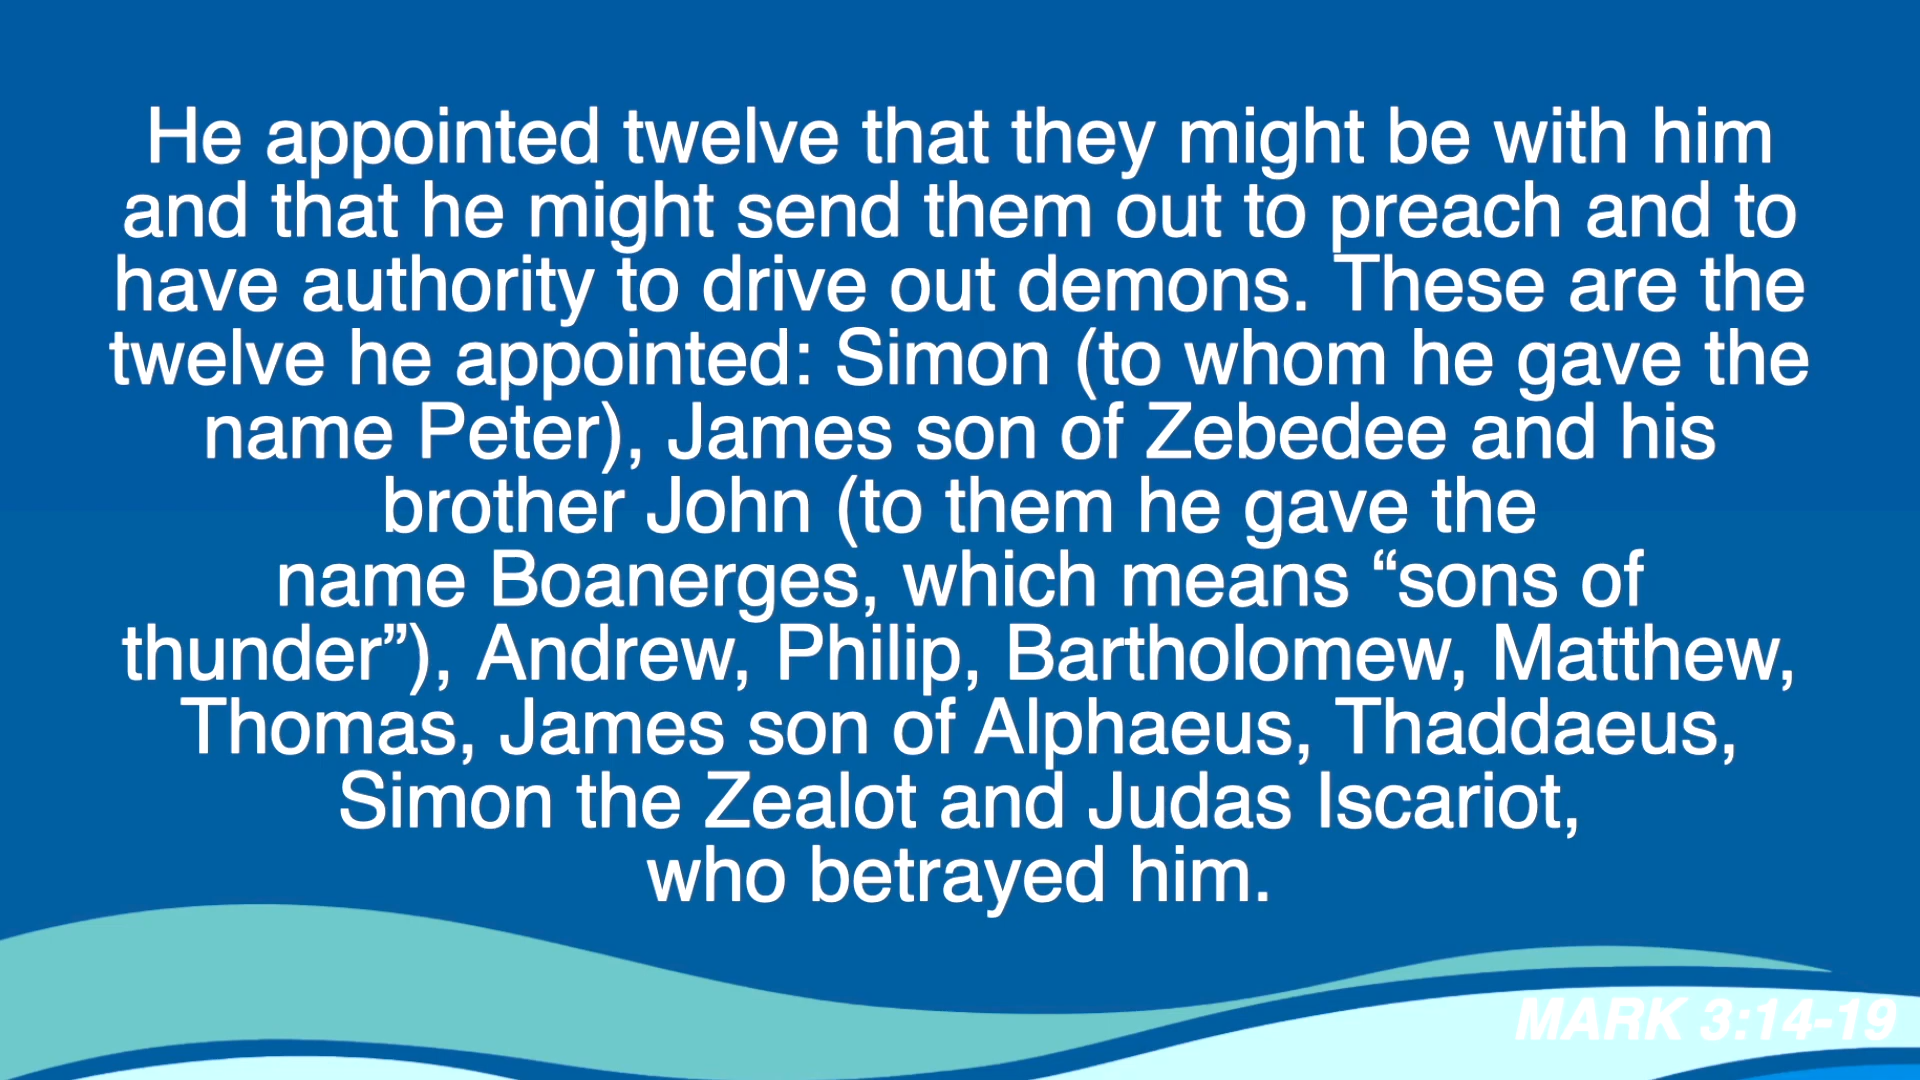 He appointed twelve that they might be with him
and that he might send them out to preach and to
have authority to drive out demons. These are the
twelve he appointed: Simon (to whom he gave the
name Peter), James son of Zebedee and his
brother John (to them he gave the
name Boanerges, which means “sons of
thunder”), Andrew, Philip, Bartholomew, Matthew,
Thomas, James son of Alphaeus, Thaddaeus,
Simon the Zealot and Judas Iscariot,
who betrayed him.
MARK 3:14-19